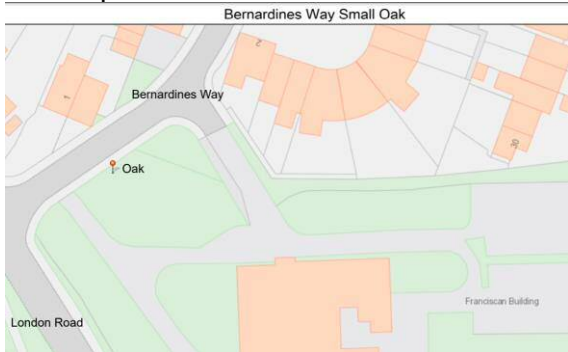 Bernardines Way Small Oak
2
1
Bernardines Way
30
Oak
Franciscan Building
London Road